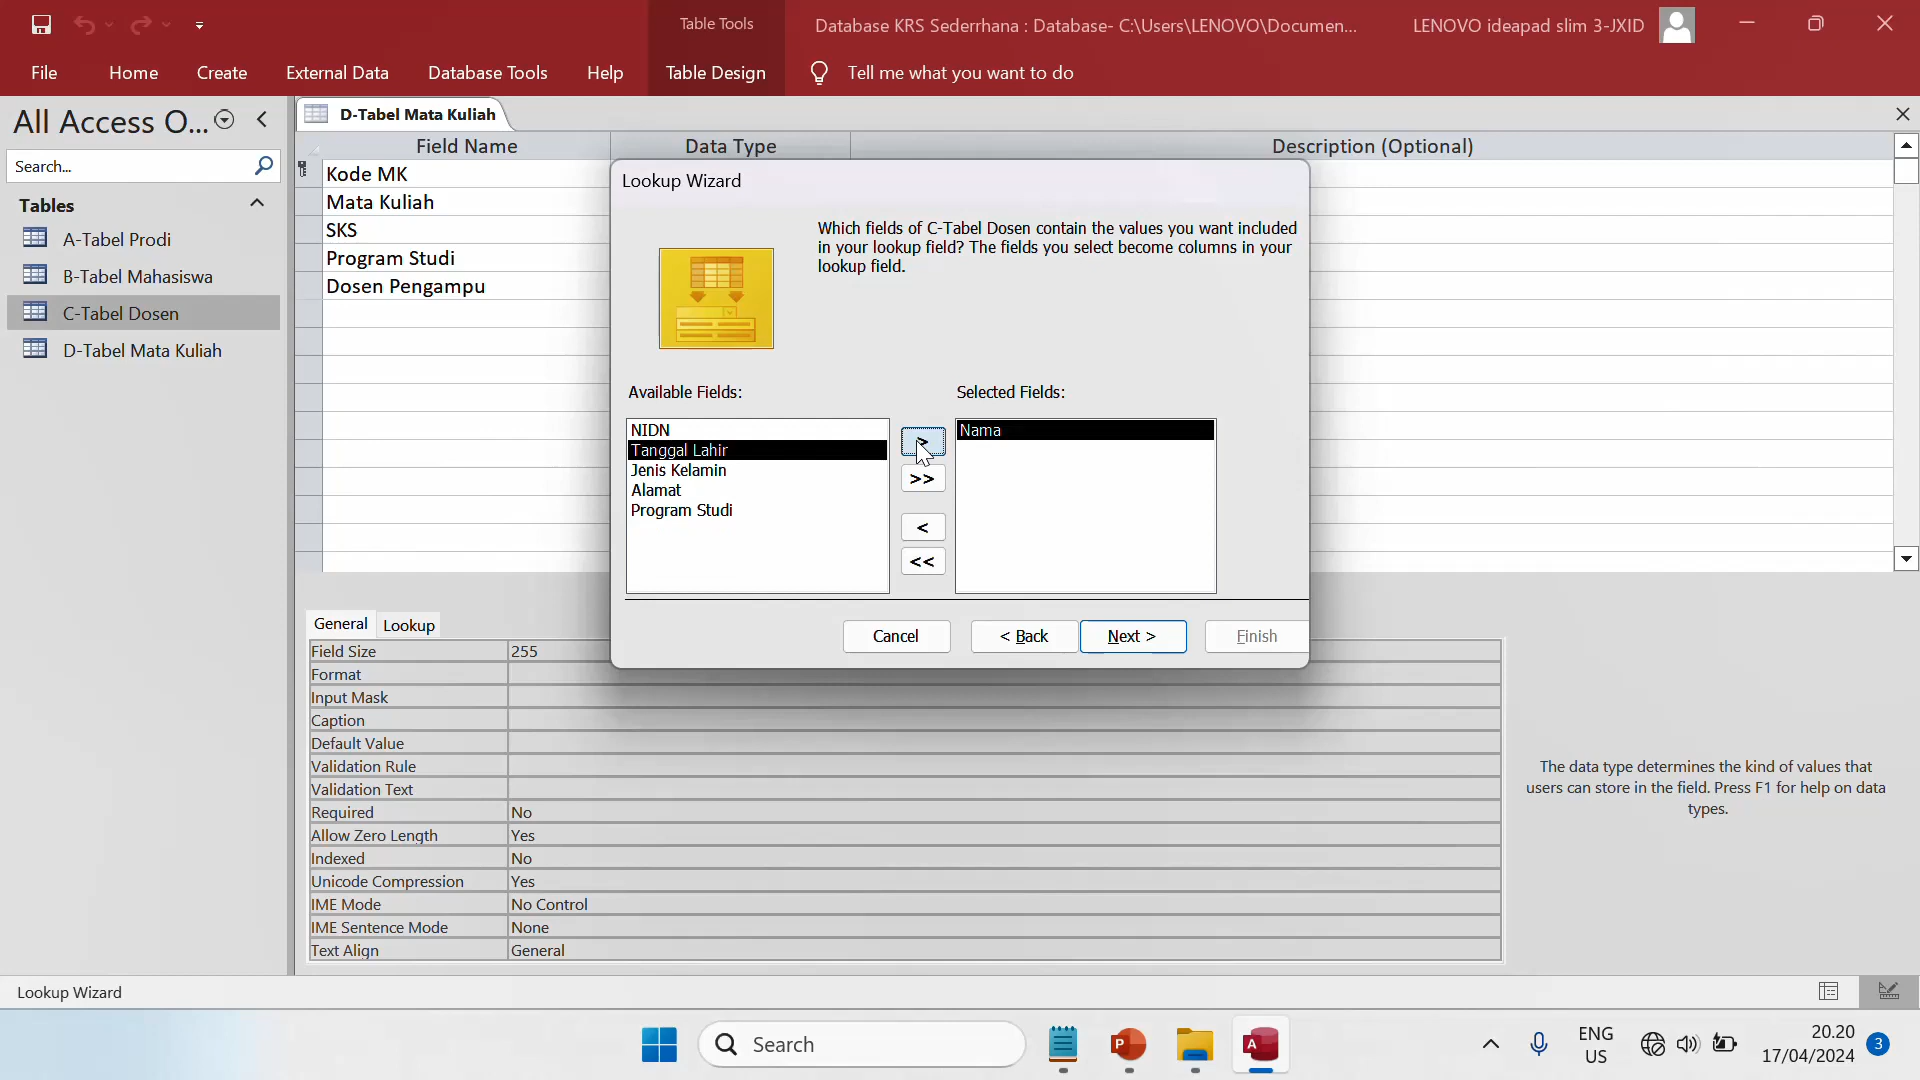 Table Tools
Database KRS Sederrhana : Database- C:\Users\LENOVO\Documen...
LENOVO ideapad slim 3-JXID
File
Home
Create
External Data
Database Tools
Help
Table Design
Tell me what you want to do
All Access O...
Search...
Tables
A-Tabel Prodi
B-Tabel Mahasiswa
C-Tabel Dosen
D-Tabel Mata Kuliah
D-Tabel Mata Kuliah
Field Name
Data Type
Description (Optional)
Kode MK
Mata Kuliah
SKS
Program Studi
Dosen Pengampu
Lookup Wizard
Which fields of C-Tabel Dosen contain the values you want included
in your lookup field? The fields you select become columns in your
lookup field.
Available Fields:
Selected Fields:
NIDN
Tanggal Lahir
Jenis Kelamin
Alamat
Program Studi
>
>>
<
<<
Nama
Cancel
< Back
Next >
Finish
General
Lookup
Field Size 255
Format
Input Mask
Caption
Default Value
Validation Rule
Validation Text
Required No
Allow Zero Length Yes
Indexed No
Unicode Compression Yes
IME Mode No Control
IME Sentence Mode None
Text Align General
The data type determines the kind of values that
users can store in the field. Press F1 for help on data
types.
Lookup Wizard
Search
ENG
US
20.20
17/04/2024
3